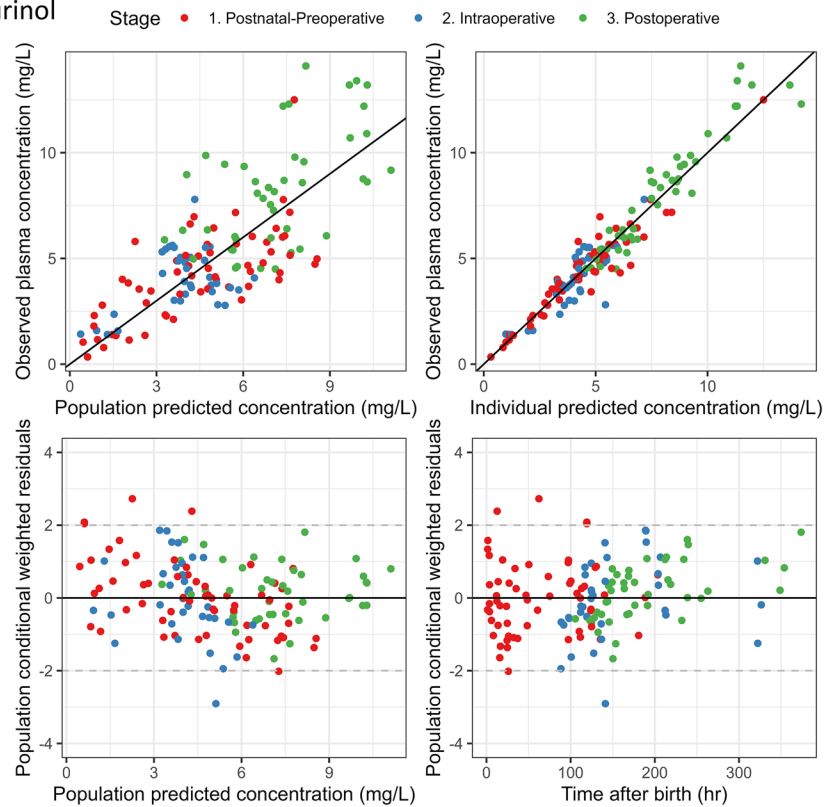 urinol
Stage 1. Postnatal-Preoperative 2. Intraoperative 3. Postoperative
Observed plasma concentration (mg/L)
10
5
0
0 3 6 9
Population predicted concentration (mg/L)
Observed plasma concentration (mg/L)
10
5
0
0 5 10
Individual predicted concentration (mg/L)
Population conditional weighted residuals
4
2
0
-2
-4
0 3 6 9
Population predicted concentration (mg/L)
Population conditional weighted residuals
4
2
0
-2
-4
0 100 200 300
Time after birth (hr)